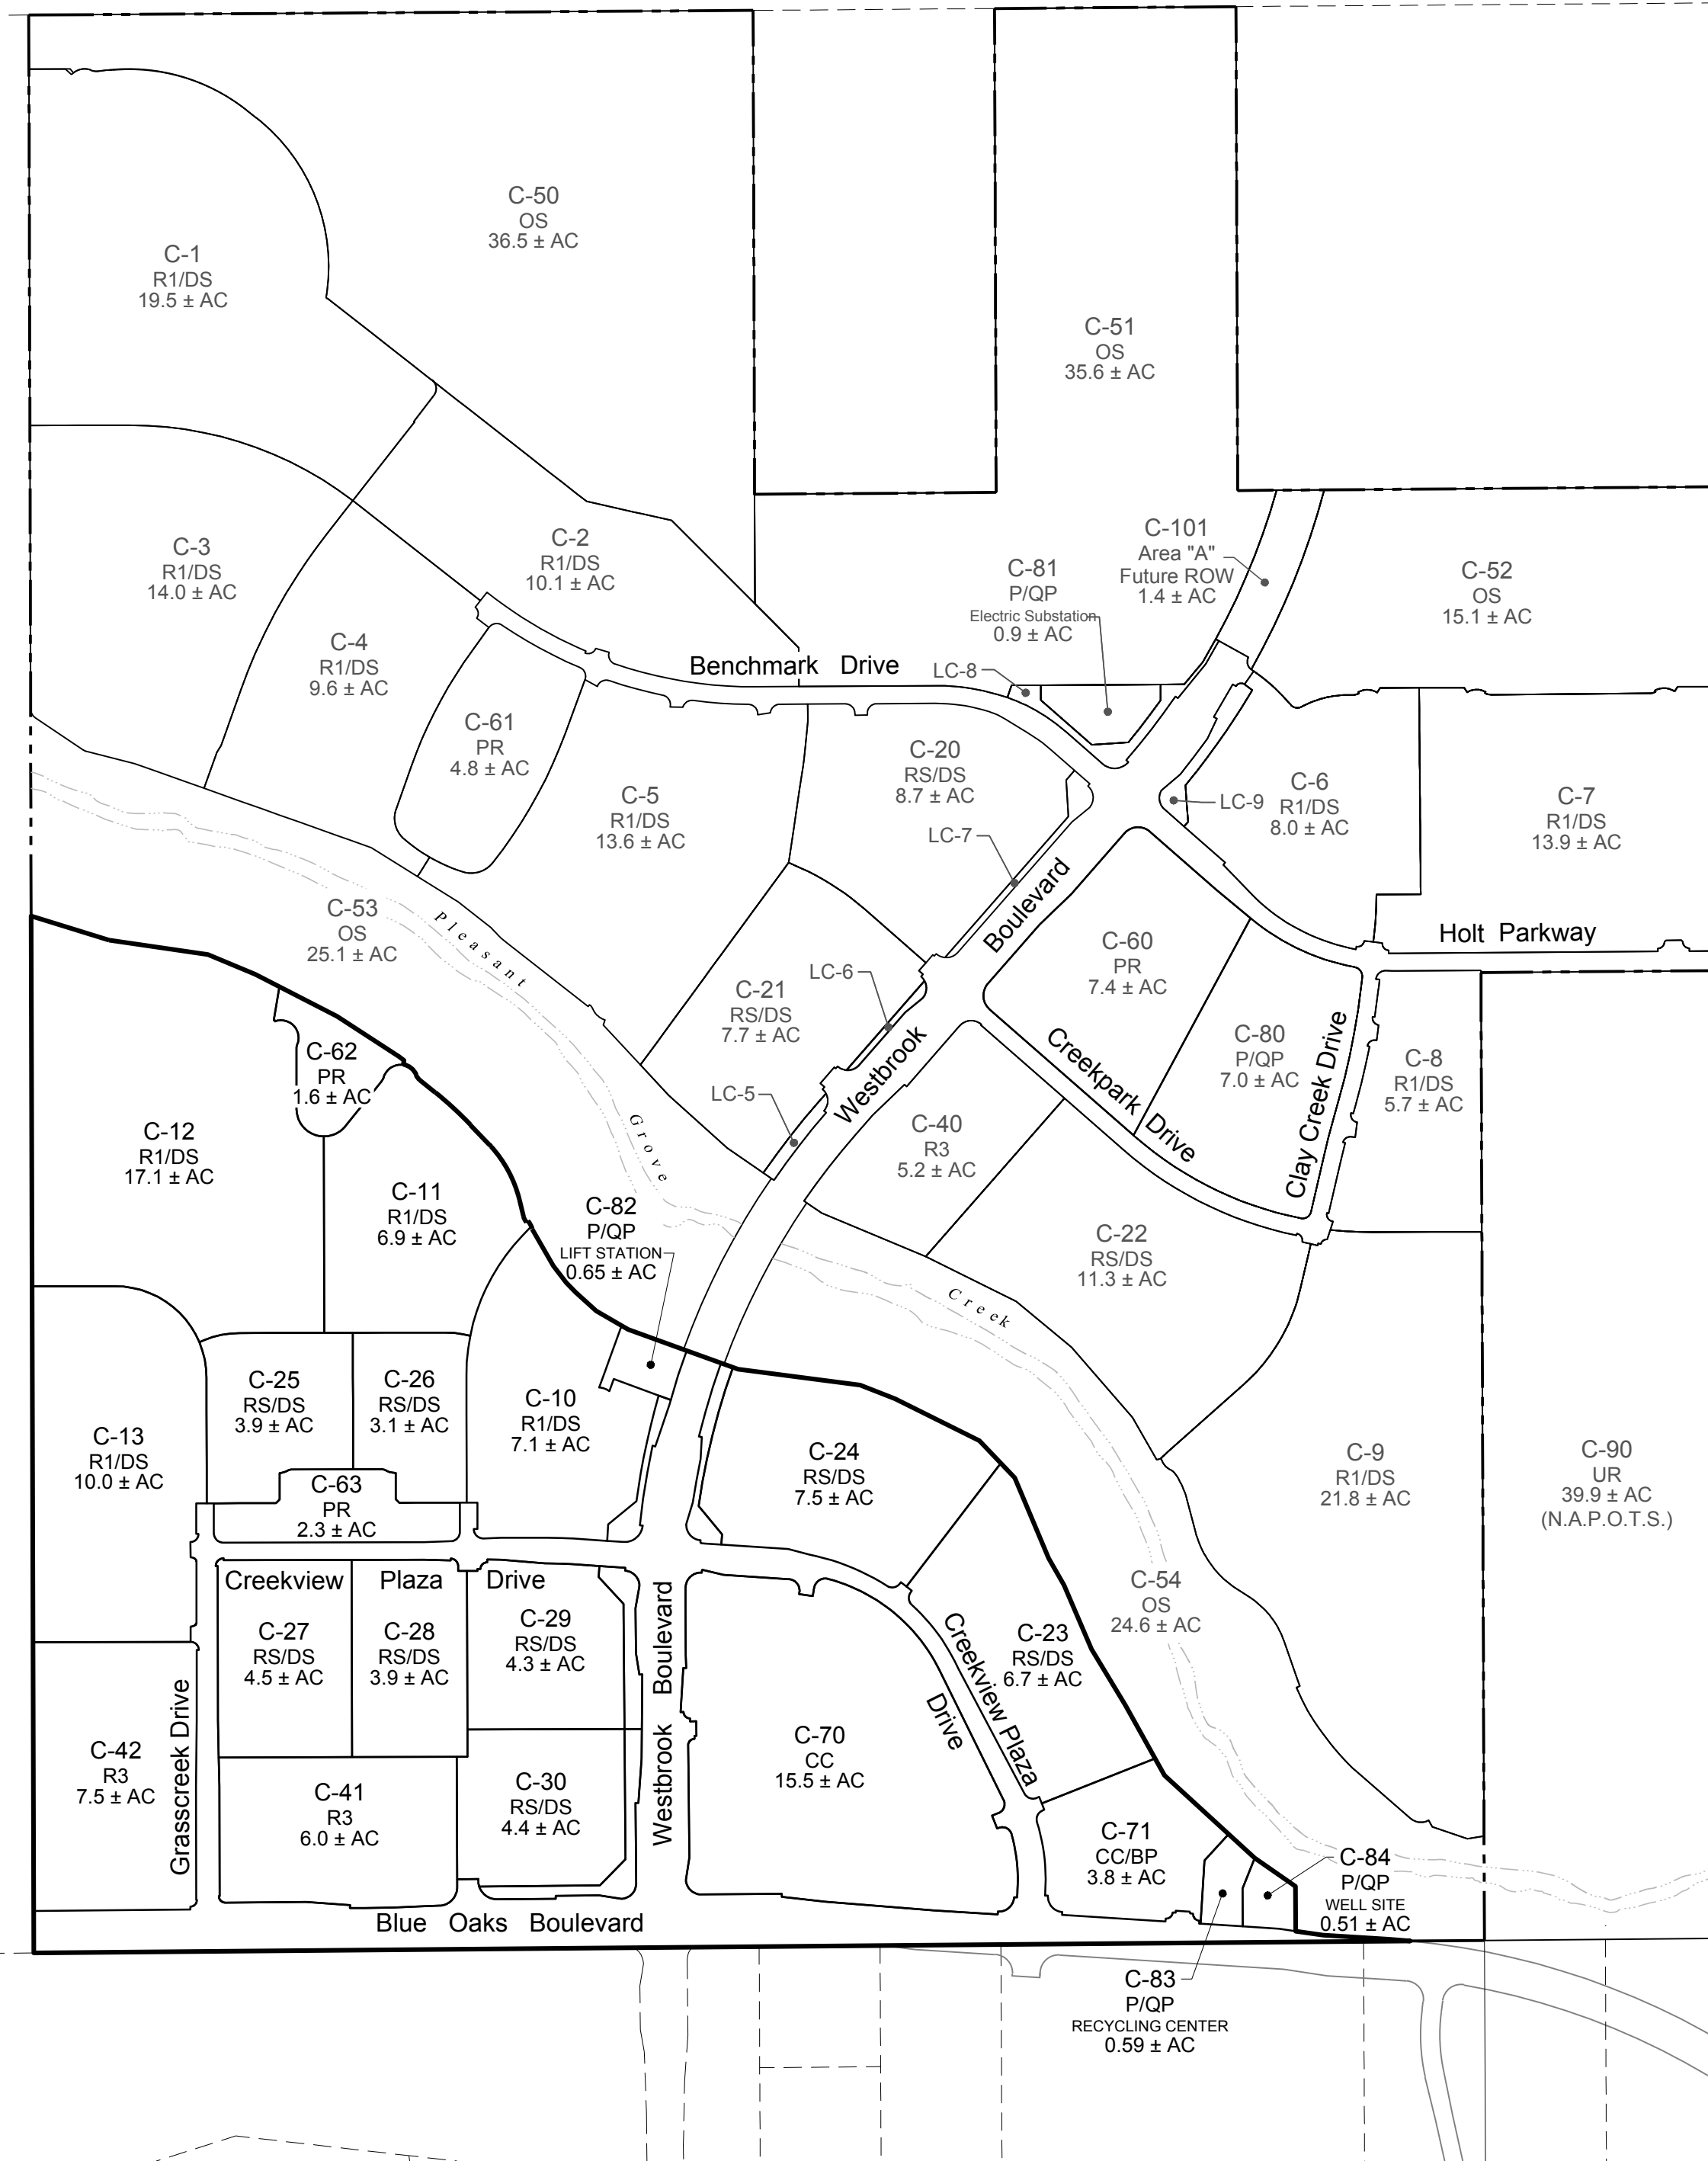 C-50
OS
36.5 ± AC
C-1
R1/DS
19.5 ± AC
C-51
OS
35.6 ± AC
C-3
R1/DS
14.0 ± AC
C-2
R1/DS
10.1 ± AC
C-101
Area "A"
Future ROW
1.4 ± AC
C-81
P/QP
Electric Substation
0.9 ± AC
C-52
OS
15.1 ± AC
C-4
R1/DS
9.6 ± AC
Benchmark Drive
LC-8
C-61
PR
4.8 ± AC
C-5
R1/DS
13.6 ± AC
C-20
RS/DS
8.7 ± AC
LC-7
LC-9
C-6
R1/DS
8.0 ± AC
C-7
R1/DS
13.9 ± AC
C-53
OS
25.1 ± AC
Pleasant
Grove
Creek
Boulevard
Westbrook
C-60
PR
7.4 ± AC
Holt Parkway
LC-6
C-21
RS/DS
7.7 ± AC
LC-5
C-80
P/QP
7.0 ± AC
Creekpark Drive
Clay Creek Drive
C-8
R1/DS
5.7 ± AC
C-62
PR
1.6 ± AC
C-12
R1/DS
17.1 ± AC
C-11
R1/DS
6.9 ± AC
C-40
R3
5.2 ± AC
C-82
P/QP
LIFT STATION
0.65 ± AC
C-22
RS/DS
11.3 ± AC
C-25
RS/DS
3.9 ± AC
C-26
RS/DS
3.1 ± AC
C-10
R1/DS
7.1 ± AC
C-13
R1/DS
10.0 ± AC
C-24
RS/DS
7.5 ± AC
C-9
R1/DS
21.8 ± AC
C-90
UR
39.9 ± AC
(N.A.P.O.T.S.)
C-63
PR
2.3 ± AC
Creekview Plaza Drive
C-27
RS/DS
4.5 ± AC
C-28
RS/DS
3.9 ± AC
C-29
RS/DS
4.3 ± AC
Westbrook Boulevard
C-54
OS
24.6 ± AC
C-23
RS/DS
6.7 ± AC
Creekview Plaza
Drive
C-42
R3
7.5 ± AC
Grasscreek Drive
C-41
R3
6.0 ± AC
C-30
RS/DS
4.4 ± AC
C-70
CC
15.5 ± AC
C-71
CC/BP
3.8 ± AC
C-84
P/QP
WELL SITE
0.51 ± AC
Blue Oaks Boulevard
C-83
P/QP
RECYCLING CENTER
0.59 ± AC